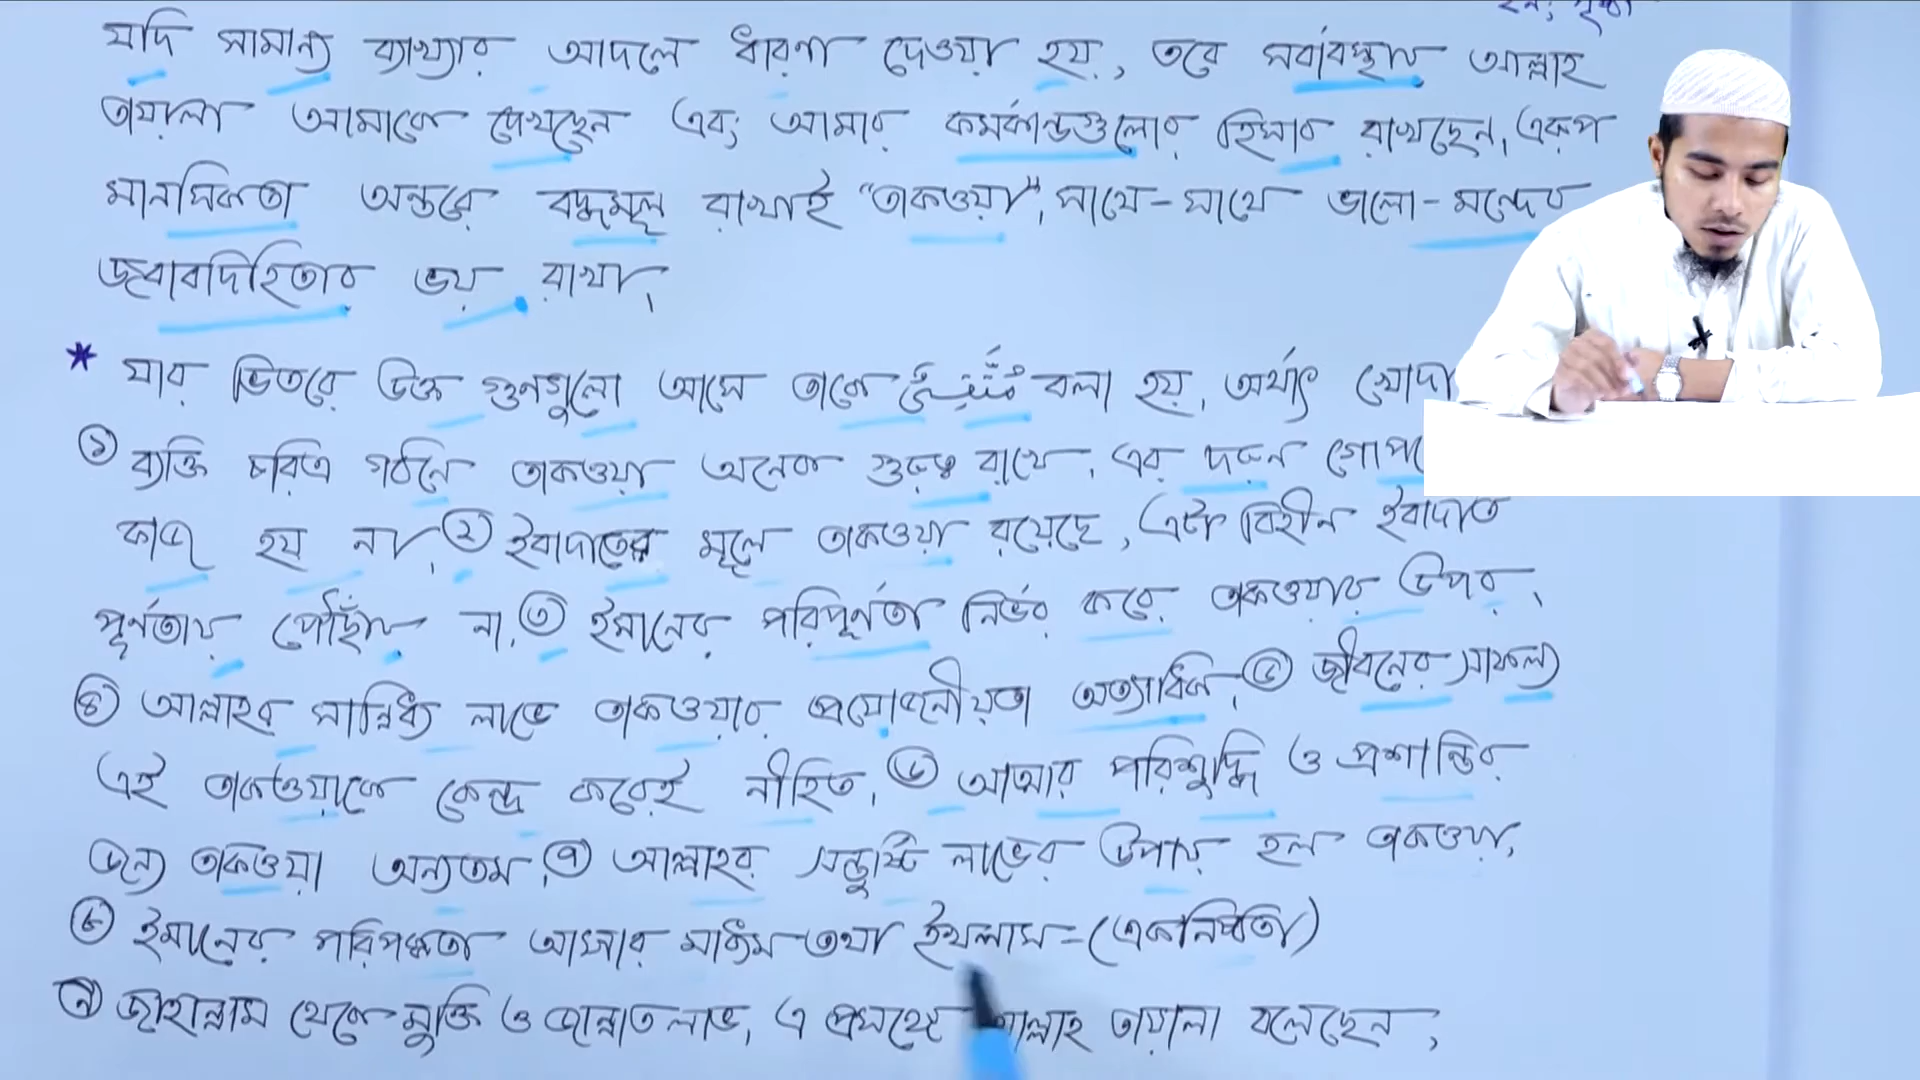 হন, পৃষ্ঠা
যদি সামান্য ব্যাখ্যার আদলে ধারণা দেওয়া হয়, তবে সর্বাবস্থায় আল্লাহ
তায়ালা আমাকে দেখছেন এবং আমার কর্মকান্ডগুলোর হিসাব রাখছেন, এরূপ
মানসিকতা অন্তরে বদ্ধমূল রাখাই "তাকওয়া", সাথে-সাথে ভালো-মন্দের
জবাবদিহিতার ভয় রাখা,
* যার ভিতরে উক্ত গুনগুলো আসে তাকে বলা হয়, অর্থাৎ খোদা
① ব্যক্তি চরিত্র গঠনে তাকওয়া অনেক গুরুত্ব রাখে, এর দরুন গোপনে
কাজ হয় না, ② ইবাদাতের মূলে তাকওয়া রয়েছে, এটা বিহীন ইবাদাত
পূর্ণতায় পৌঁছায় না, ③ ইমানের পরিপূর্ণতা নির্ভর করে তাকওয়ার উপর,
④ আল্লাহর সান্নিধ্য লাভে তাকওয়ার প্রয়োজনীয়তা অত্যাধিক, ⑤ জীবনের সাফল্য
এই তাকওয়াকে কেন্দ্র করেই নীহিত, ⑥ আত্মার পরিশুদ্ধি ও প্রশান্তির
জন্য তাকওয়া অন্যতম, ⑦ আল্লাহর সন্তুষ্টি লাভের উপায় হল তাকওয়া,
⑧ ইমানের পরিপক্কতা আসার মাধ্যম তথা ইখলাস-(একনিষ্ঠতা)
⑨ জাহান্নাম থেকে মুক্তি ও জান্নাত লাভ, এ প্রসঙ্গে আল্লাহ তায়ালা বলেছেন,